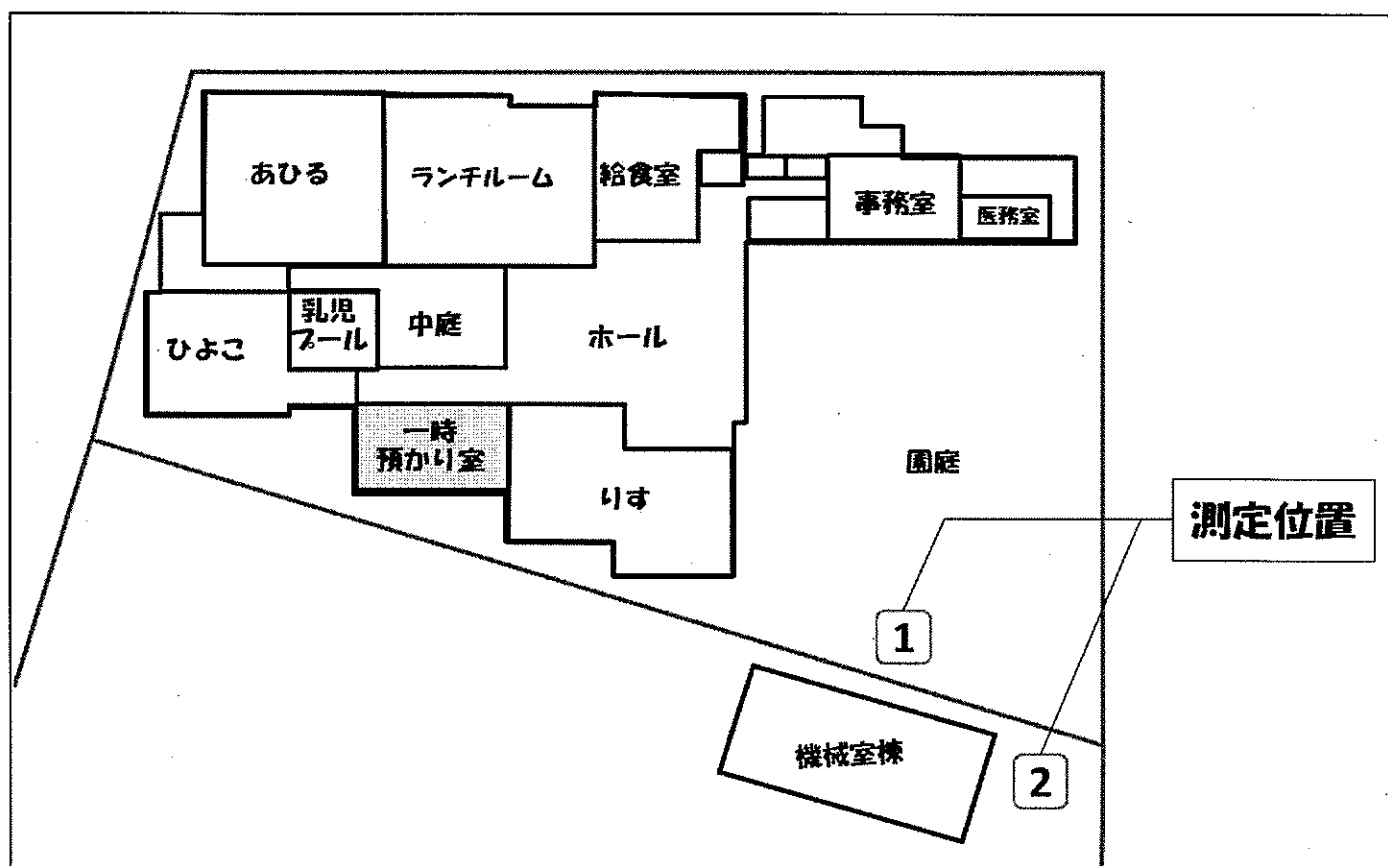 あひる
ランチルーム
給食室
事務室
医務室
ひよこ
乳児
プール
中庭
ホール
一時
預かり室
りす
園庭
測定位置
1
機械室棟
2